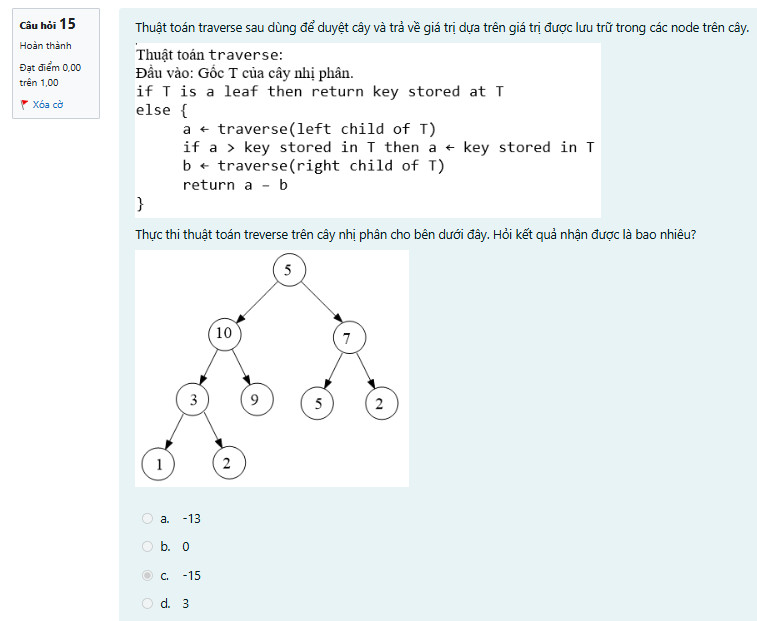 Câu hỏi 15
Hoàn thành
Đạt điểm 0,00
trên 1,00
Xóa cờ
Thuật toán traverse sau dùng để duyệt cây và trả về giá trị dựa trên giá trị được lưu trữ trong các node trên cây.
Thuật toán traverse:
Đầu vào: Gốc T của cây nhị phân.
if T is a leaf then return key stored at T
else {
a ← traverse(left child of T)
if a > key stored in T then a ← key stored in T
b ← traverse(right child of T)
return a - b
}
Thực thi thuật toán treverse trên cây nhị phân cho bên dưới đây. Hỏi kết quả nhận được là bao nhiêu?
5
10 7
3 9 5 2
1 2
a. -13
b. 0
c. -15
d. 3